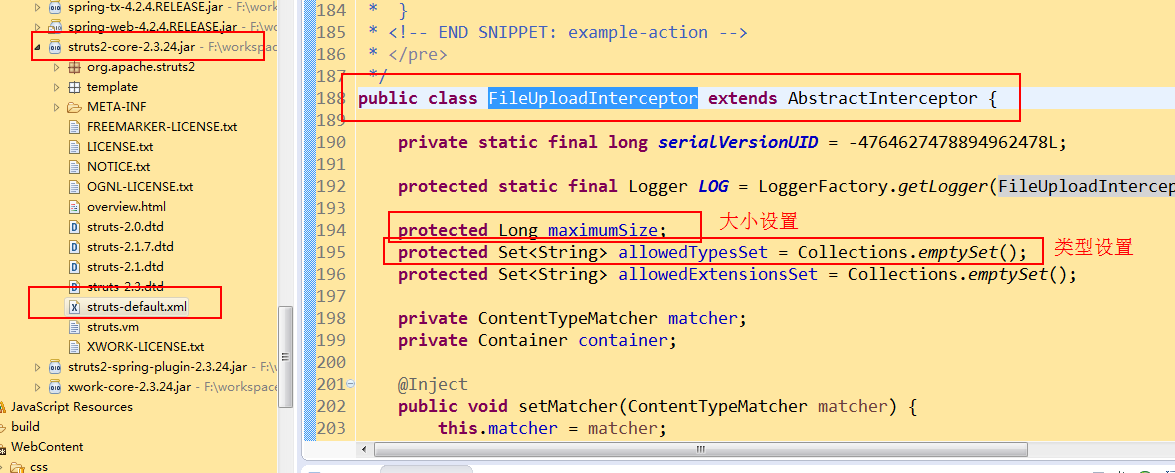 spring-tx-4.2.4.RELEASE.jar - F:\w
spring-web-4.2.4.RELEASE.jar - F:\w
struts2-core-2.3.24.jar - F:\workspac
org.apache.struts2
template
META-INF
FREEMARKER-LICENSE.txt
LICENSE.txt
NOTICE.txt
OGNL-LICENSE.txt
overview.html
struts-2.0.dtd
struts-2.1.7.dtd
struts-2.1.dtd
struts-2.3.dtd
struts-default.xml
struts.vm
XWORK-LICENSE.txt
struts2-spring-plugin-2.3.24.jar - F:\w
xwork-core-2.3.24.jar - F:\workspace
JavaScript Resources
build
WebContent
css
184 * }
185 * <!-- END SNIPPET: example-action -->
186 * </pre>
187 */
188 public class FileUploadInterceptor extends AbstractInterceptor {
189
190 private static final long serialVersionUID = -4764627478894962478L;
191
192 protected static final Logger LOG = LoggerFactory.getLogger(FileUploadIntercep
193
194 protected Long maximumSize; 大小设置
195 protected Set<String> allowedTypesSet = Collections.emptySet(); 类型设置
196 protected Set<String> allowedExtensionsSet = Collections.emptySet();
197
198 private ContentTypeMatcher matcher;
199 private Container container;
200
201 @Inject
202 public void setMatcher(ContentTypeMatcher matcher) {
203 this.matcher = matcher;